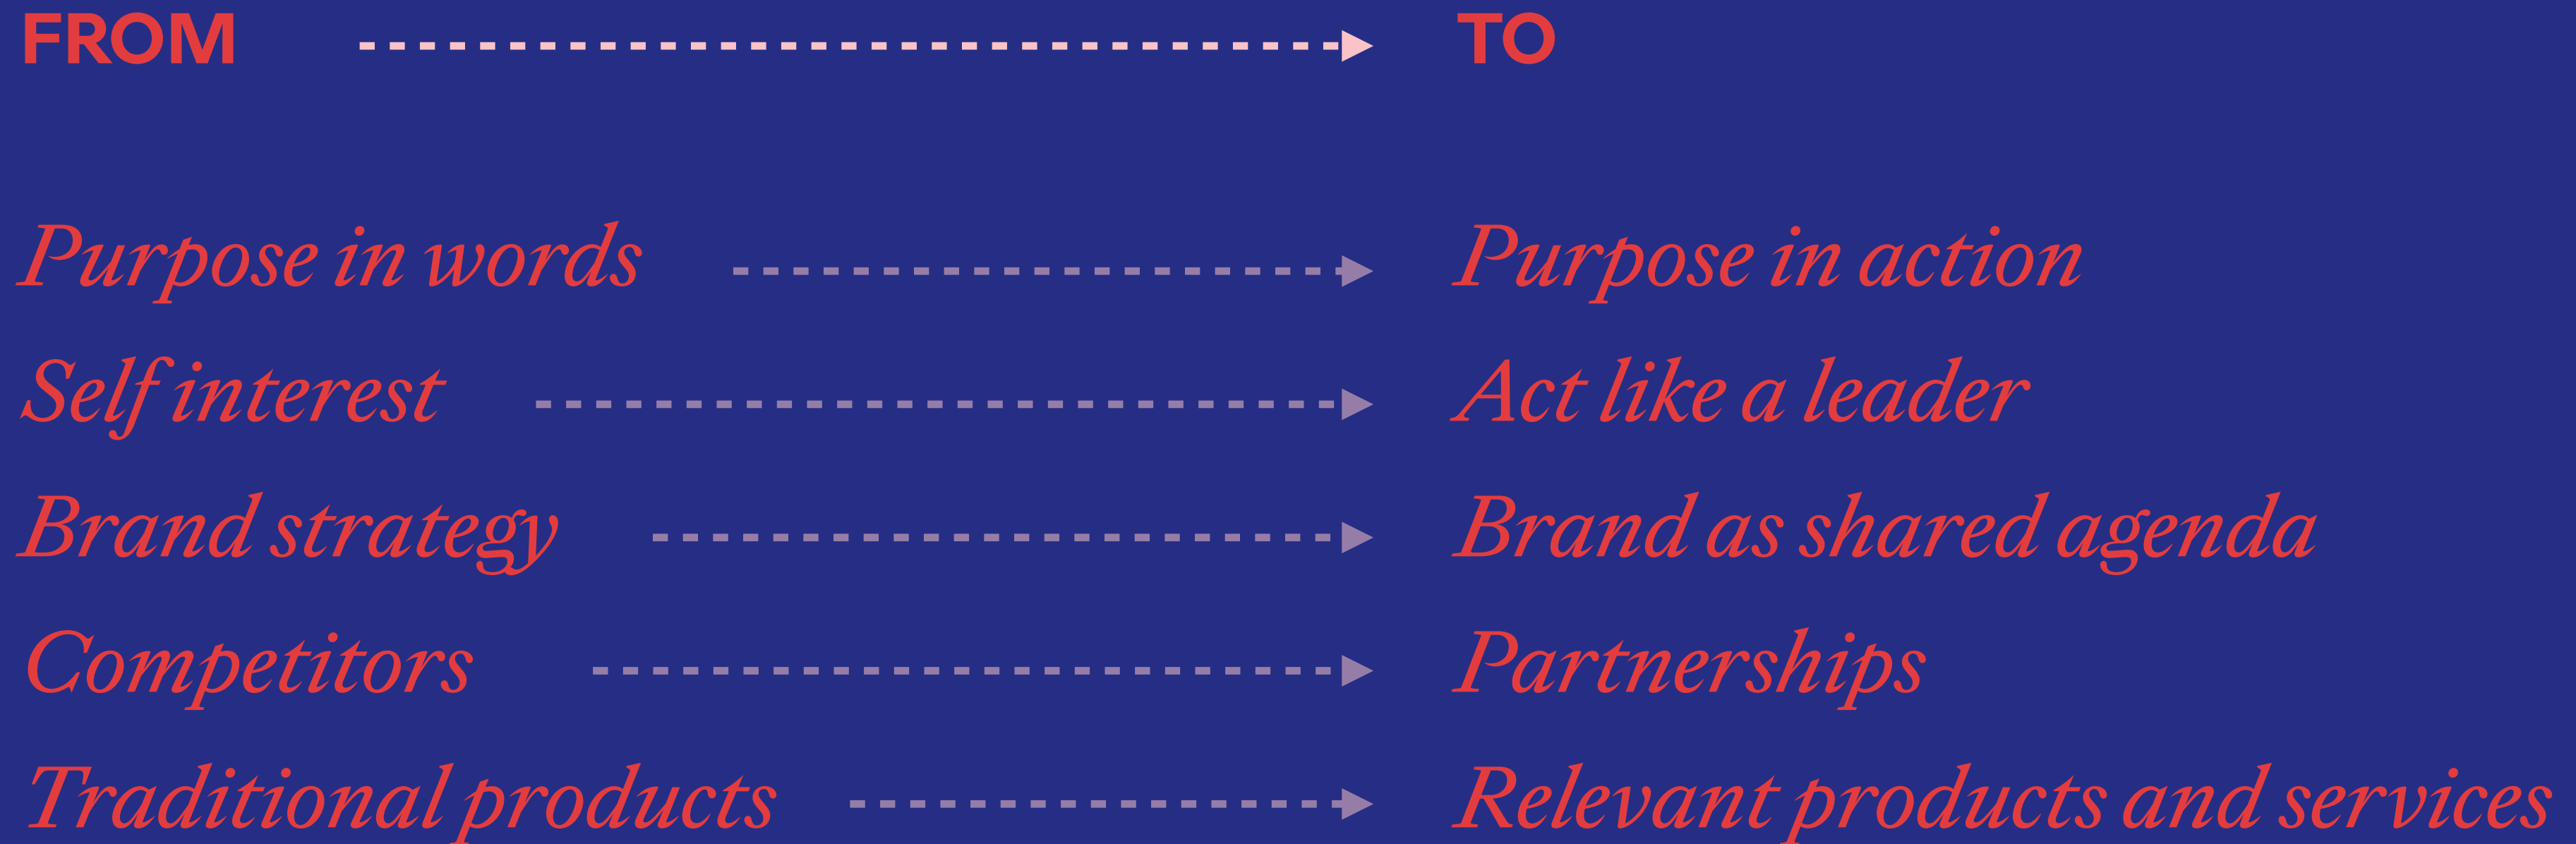 FROM TO
Purpose in words Purpose in action
Self interest Act like a leader
Brand strategy Brand as shared agenda
Competitors Partnerships
Traditional products Relevant products and services